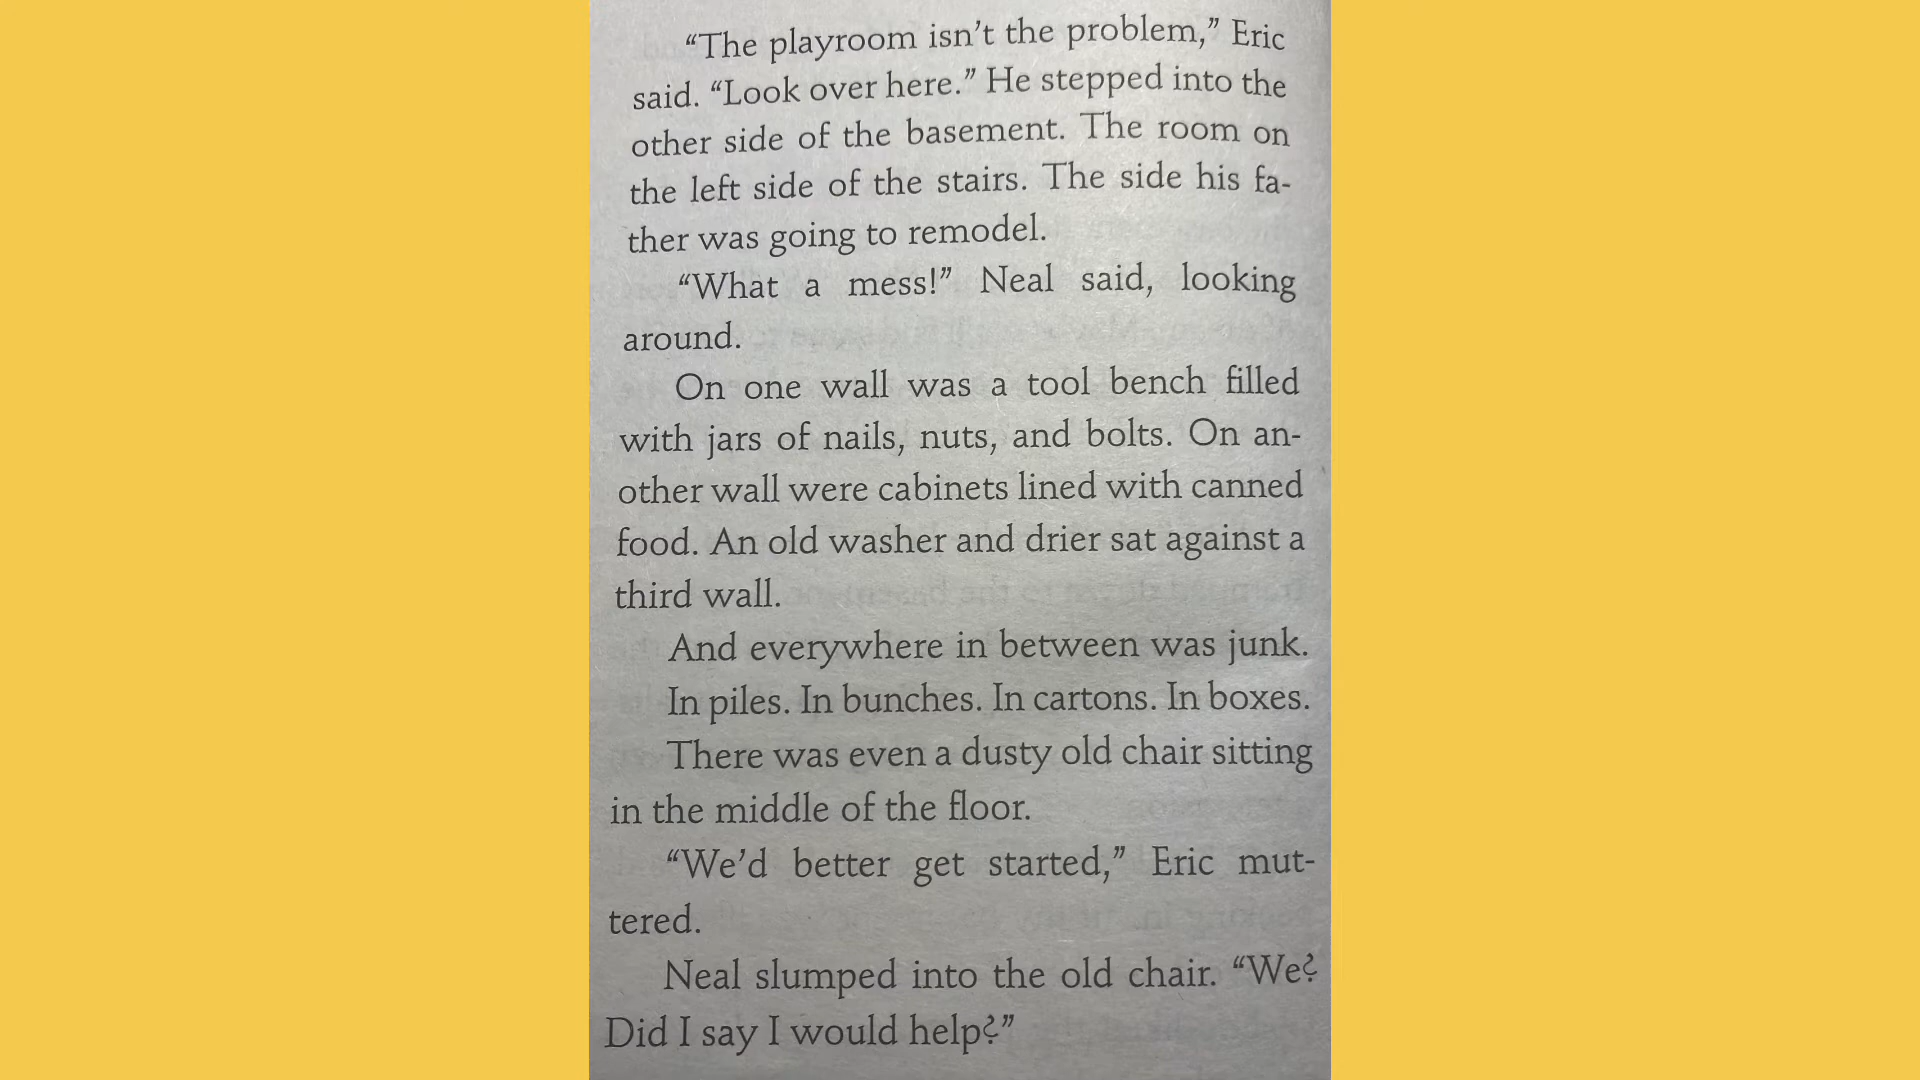 “The playroom isn’t the problem,” Eric
said. “Look over here.” He stepped into the
other side of the basement. The room on
the left side of the stairs. The side his fa-
ther was going to remodel.
“What a mess!” Neal said, looking
around.
On one wall was a tool bench filled
with jars of nails, nuts, and bolts. On an-
other wall were cabinets lined with canned
food. An old washer and drier sat against a
third wall.
And everywhere in between was junk.
In piles. In bunches. In cartons. In boxes.
There was even a dusty old chair sitting
in the middle of the floor.
“We’d better get started,” Eric mut-
tered.
Neal slumped into the old chair. “We?
Did I say I would help?”